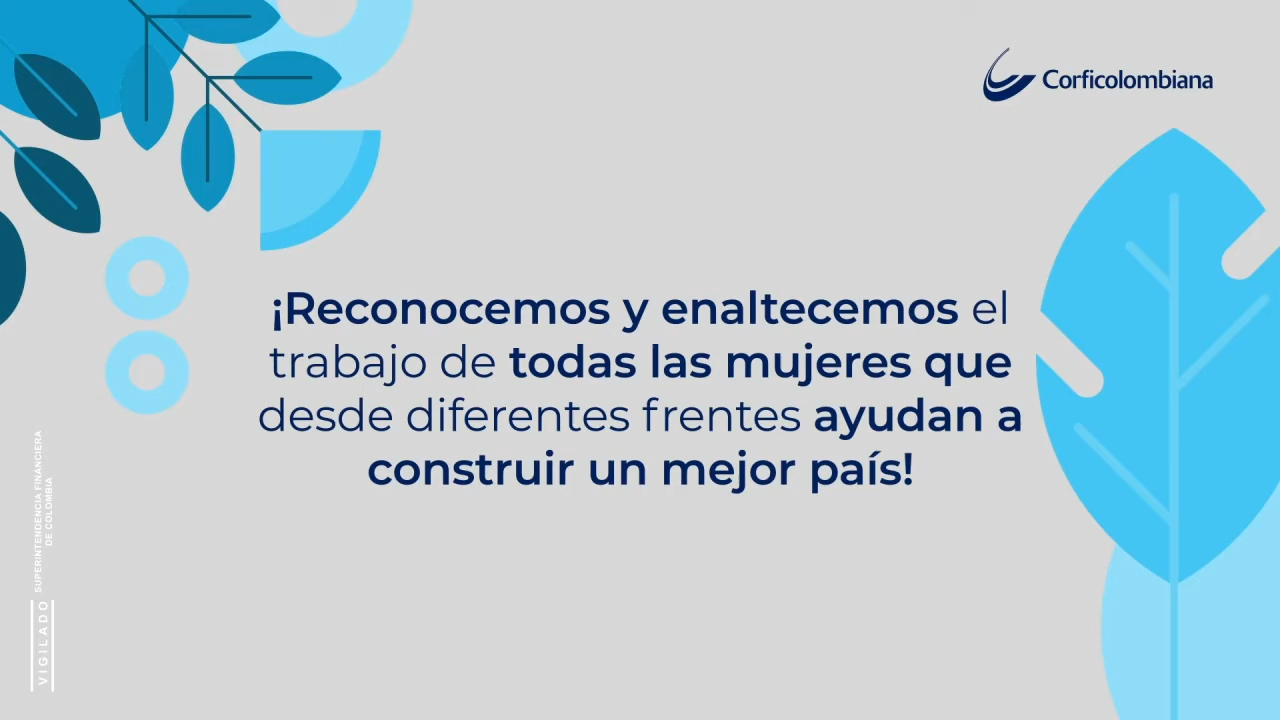 Corficolombiana
¡Reconocemos y enaltecemos el
trabajo de todas las mujeres que
desde diferentes frentes ayudan a
construir un mejor país!
VIGILADO
SUPERINTENDENCIA FINANCIERA
DE COLOMBIA